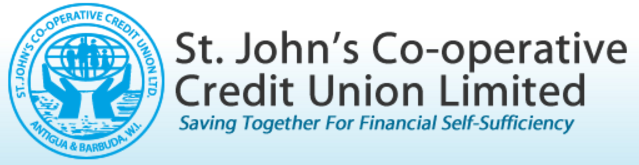 ST. JOHN'S CO-OPERATIVE CREDIT UNION LTD.
ANTIGUA & BARBUDA, W.I.
St. John's Co-operative
Credit Union Limited
Saving Together For Financial Self-Sufficiency